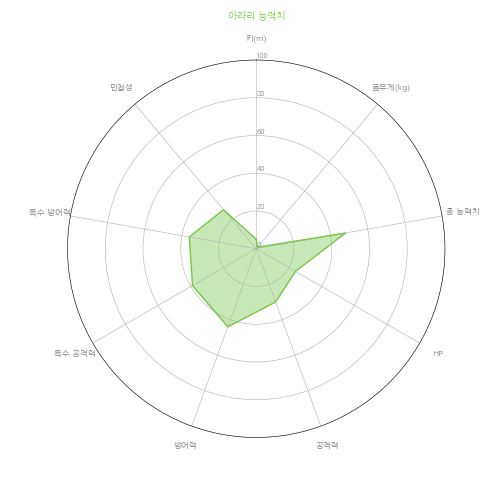 아라리 능력치
키(m)
몸무게(kg)
총 능력치
HP
공격력
방어력
특수 공격력
특수 방어력
민첩성
100
80
60
40
20
0